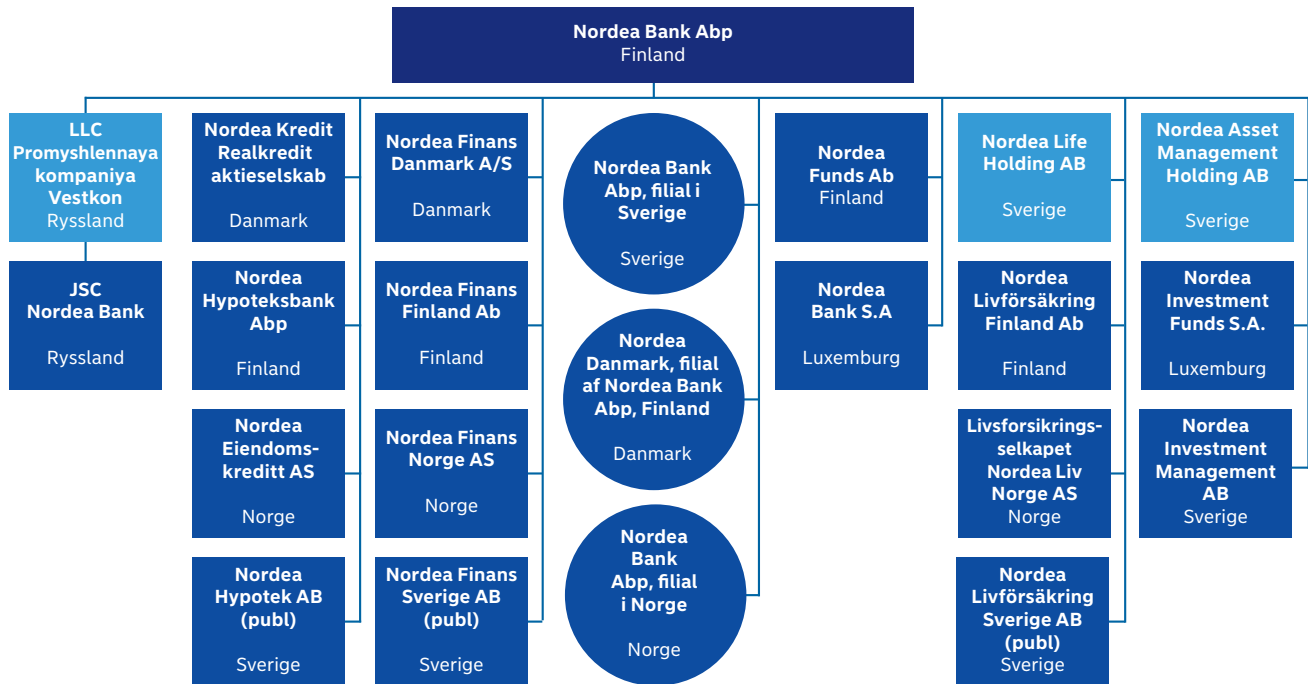 Nordea Bank Abp
Finland
LLC
Promyshlennaya
kompaniya
Vestkon
Ryssland
JSC
Nordea Bank
Ryssland
Nordea Kredit
Realkredit
aktieselskab
Danmark
Nordea
Hypoteksbank
Abp
Finland
Nordea
Eiendoms-
kreditt AS
Norge
Nordea
Hypotek AB
(publ)
Sverige
Nordea Finans
Danmark A/S
Danmark
Nordea Finans
Finland Ab
Finland
Nordea Finans
Norge AS
Norge
Nordea Finans
Sverige AB
(publ)
Sverige
Nordea Bank
Abp, filial i
Sverige
Sverige
Nordea
Danmark, filial
af Nordea Bank
Abp, Finland
Danmark
Nordea
Bank
Abp, filial
i Norge
Norge
Nordea
Funds Ab
Finland
Nordea
Bank S.A
Luxemburg
Nordea Life
Holding AB
Sverige
Nordea
Livförsäkring
Finland Ab
Finland
Livsforsikrings-
selkapet
Nordea Liv
Norge AS
Norge
Nordea
Livförsäkring
Sverige AB
(publ)
Sverige
Nordea Asset
Management
Holding AB
Sverige
Nordea
Investment
Funds S.A.
Luxemburg
Nordea
Investment
Management
AB
Sverige